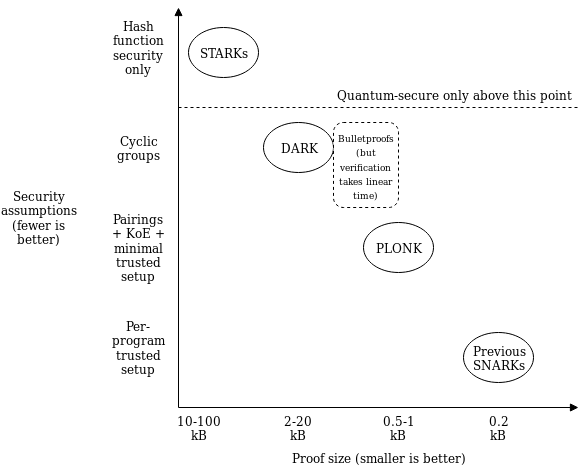 Hash
function
security
only
STARKs
Quantum-secure only above this point
Cyclic
groups
DARK
Bulletproofs
(but
verification
takes linear
time)
Security
assumptions
(fewer is
better)
Pairings
+ KoE +
minimal
trusted
setup
PLONK
Per-
program
trusted
setup
Previous
SNARKs
10-100
kB
2-20
kB
0.5-1
kB
0.2
kB
Proof size (smaller is better)